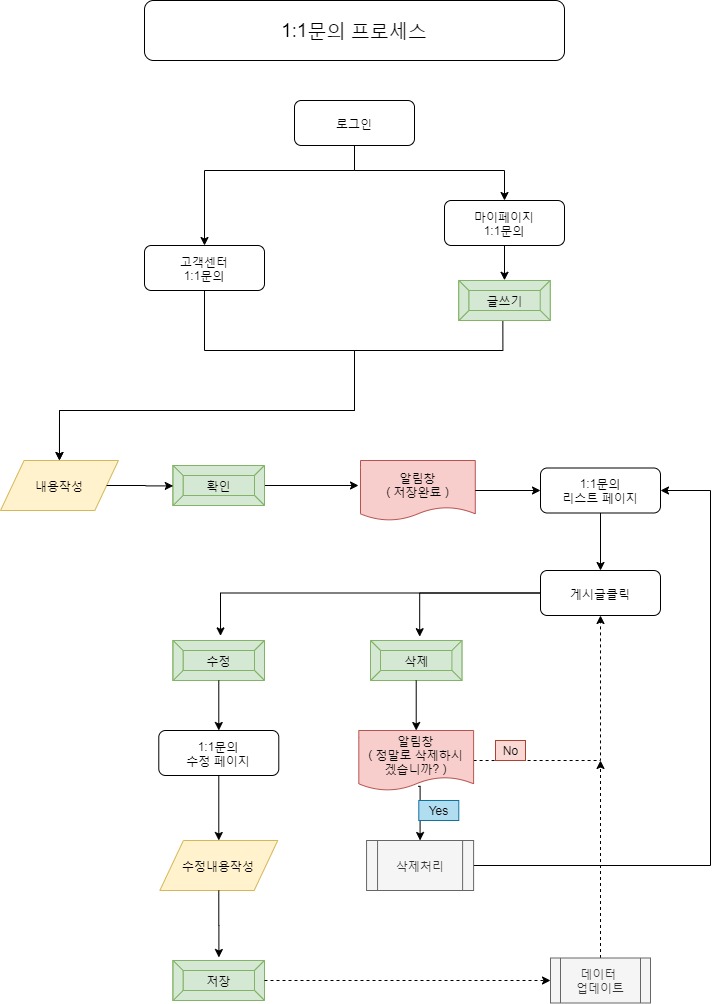 1:1문의 프로세스
로그인
마이페이지
1:1문의
고객센터
1:1문의
글쓰기
내용작성
확인
알림창
( 저장완료 )
1:1문의
리스트 페이지
게시글클릭
수정
삭제
1:1문의
수정 페이지
알림창
( 정말로 삭제하시
겠습니까? )
No
Yes
수정내용작성
삭제처리
저장
데이터
업데이트